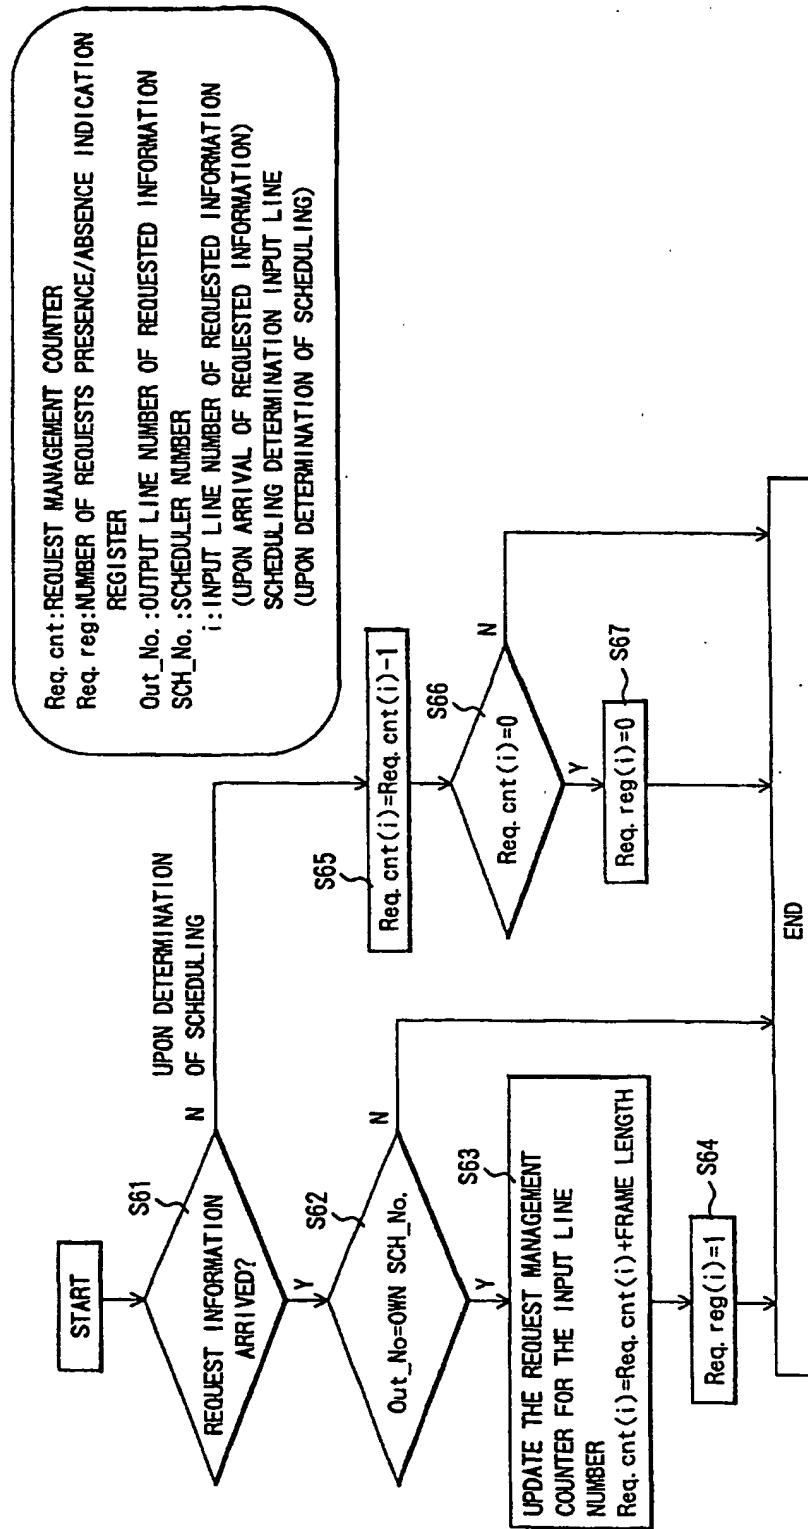 Req. cnt:REQUEST MANAGEMENT COUNTER
Req. reg:NUMBER OF REQUESTS PRESENCE/ABSENCE INDICATION
REGISTER
Out_No.:OUTPUT LINE NUMBER OF REQUESTED INFORMATION
SCH_No.:SCHEDULER NUMBER
i:INPUT LINE NUMBER OF REQUESTED INFORMATION
(UPON ARRIVAL OF REQUESTED INFORMATION)
SCHEDULING DETERMINATION INPUT LINE
(UPON DETERMINATION OF SCHEDULING)
START
S61
REQUEST INFORMATION
ARRIVED?
N
UPON DETERMINATION
OF SCHEDULING
Y
S62
Out_No=OWN SCH_No.
N
Y
S63
UPDATE THE REQUEST MANAGEMENT
COUNTER FOR THE INPUT LINE
NUMBER
Req. cnt(i)=Req. cnt(i)+FRAME LENGTH
S64
Req. reg(i)=1
S65
Req. cnt(i)=Req. cnt(i)-1
S66
Req. cnt(i)=0
N
Y
S67
Req. reg(i)=0
END